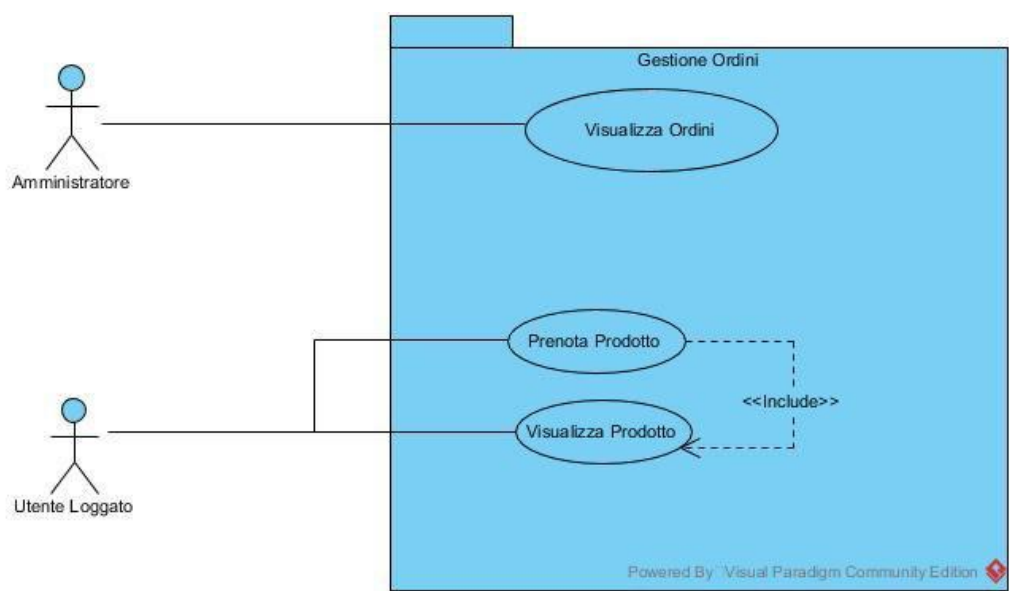 Gestione Ordini
Visualizza Ordini
Amministratore
Prenota Prodotto
<<Include>>
Visualizza Prodotto
Utente Loggato
Powered By Visual Paradigm Community Edition